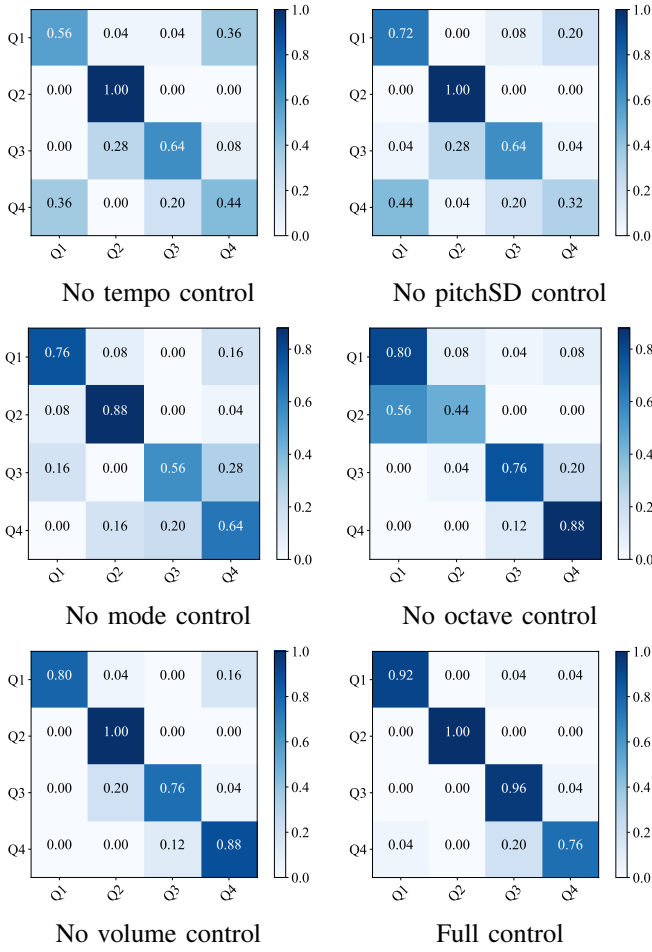 Q1 0.56 0.04 0.04 0.36
Q2 0.00 1.00 0.00 0.00
Q3 0.00 0.28 0.64 0.08
Q4 0.36 0.00 0.20 0.44
Q1 Q2 Q3 Q4
1.0
0.8
0.6
0.4
0.2
0.0
No tempo control
Q1 0.72 0.00 0.08 0.20
Q2 0.00 1.00 0.00 0.00
Q3 0.04 0.28 0.64 0.04
Q4 0.44 0.04 0.20 0.32
Q1 Q2 Q3 Q4
1.0
0.8
0.6
0.4
0.2
0.0
No pitchSD control
Q1 0.76 0.08 0.00 0.16
Q2 0.08 0.88 0.00 0.04
Q3 0.16 0.00 0.56 0.28
Q4 0.00 0.16 0.20 0.64
Q1 Q2 Q3 Q4
0.8
0.6
0.4
0.2
0.0
No mode control
Q1 0.80 0.08 0.04 0.08
Q2 0.56 0.44 0.00 0.00
Q3 0.00 0.04 0.76 0.20
Q4 0.00 0.00 0.12 0.88
Q1 Q2 Q3 Q4
0.8
0.6
0.4
0.2
0.0
No octave control
Q1 0.80 0.04 0.00 0.16
Q2 0.00 1.00 0.00 0.00
Q3 0.00 0.20 0.76 0.04
Q4 0.00 0.00 0.12 0.88
Q1 Q2 Q3 Q4
1.0
0.8
0.6
0.4
0.2
0.0
No volume control
Q1 0.92 0.00 0.04 0.04
Q2 0.00 1.00 0.00 0.00
Q3 0.00 0.00 0.96 0.04
Q4 0.04 0.00 0.20 0.76
Q1 Q2 Q3 Q4
1.0
0.8
0.6
0.4
0.2
0.0
Full control